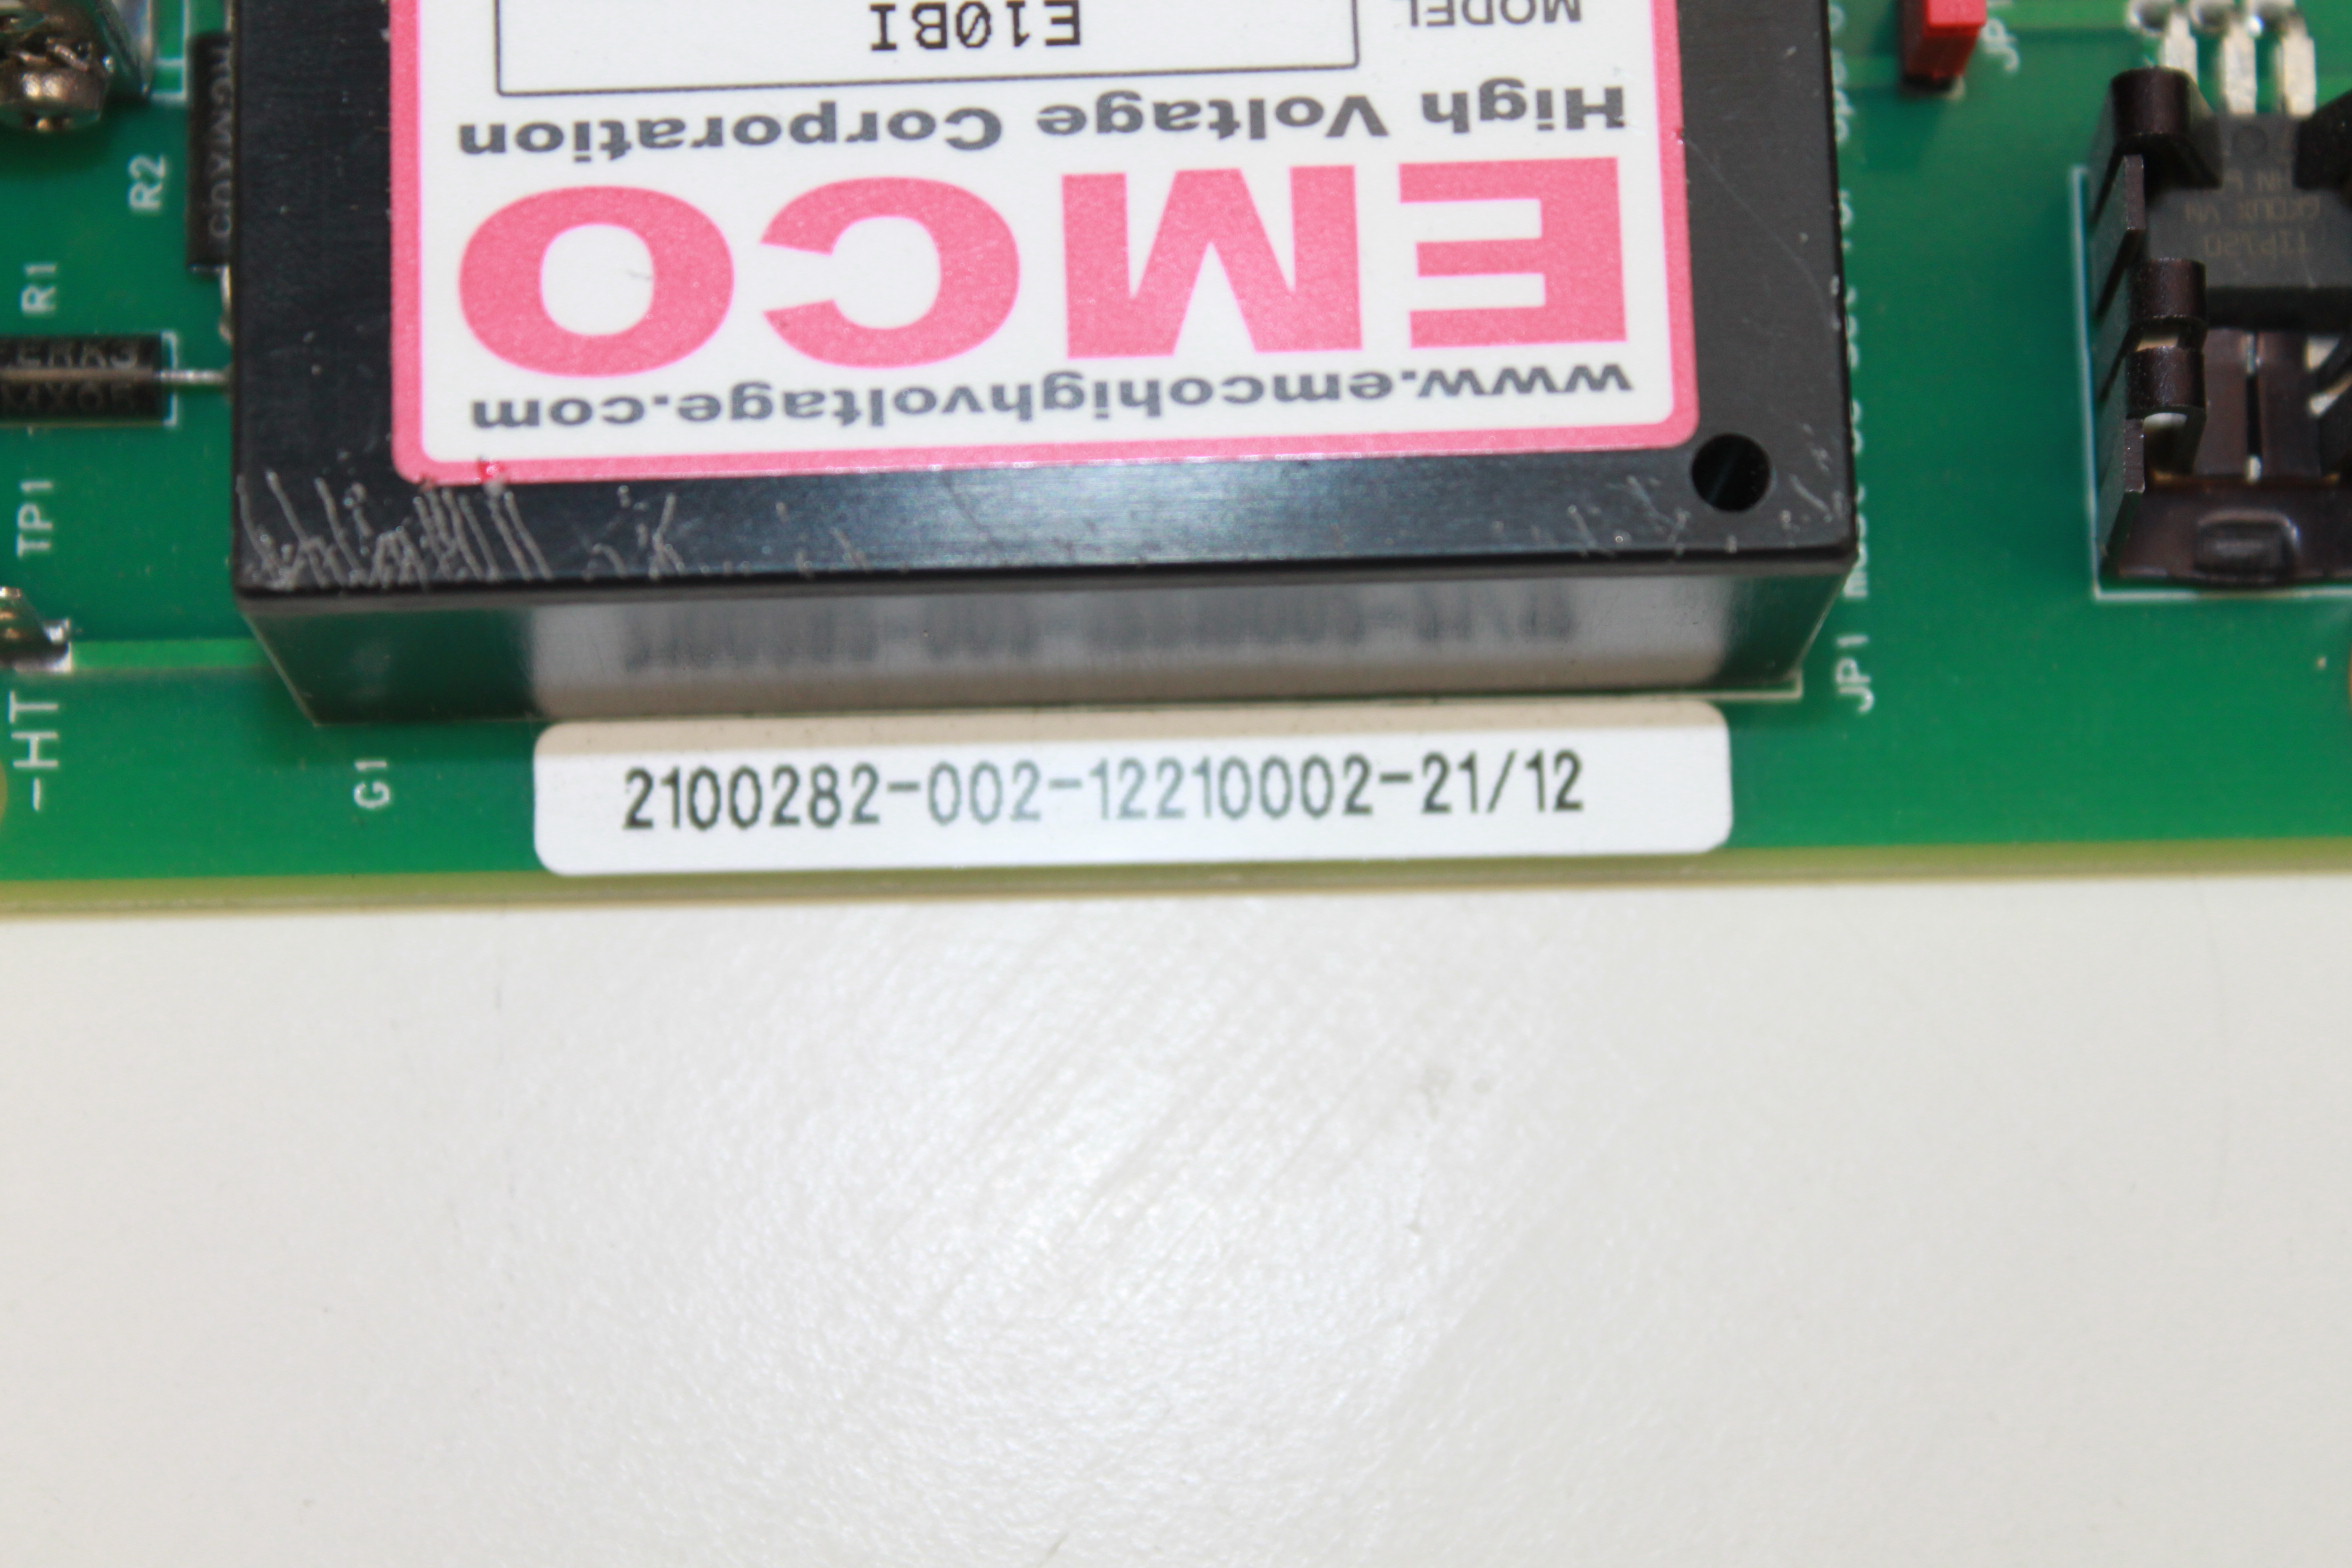 www.emcohighvoltage.com
EMCO
High Voltage Corporation
MODEL
E10BI
2100282-002-12210002-21/12
R2
R1
TP1
-HT
G1
JP1
TIP120